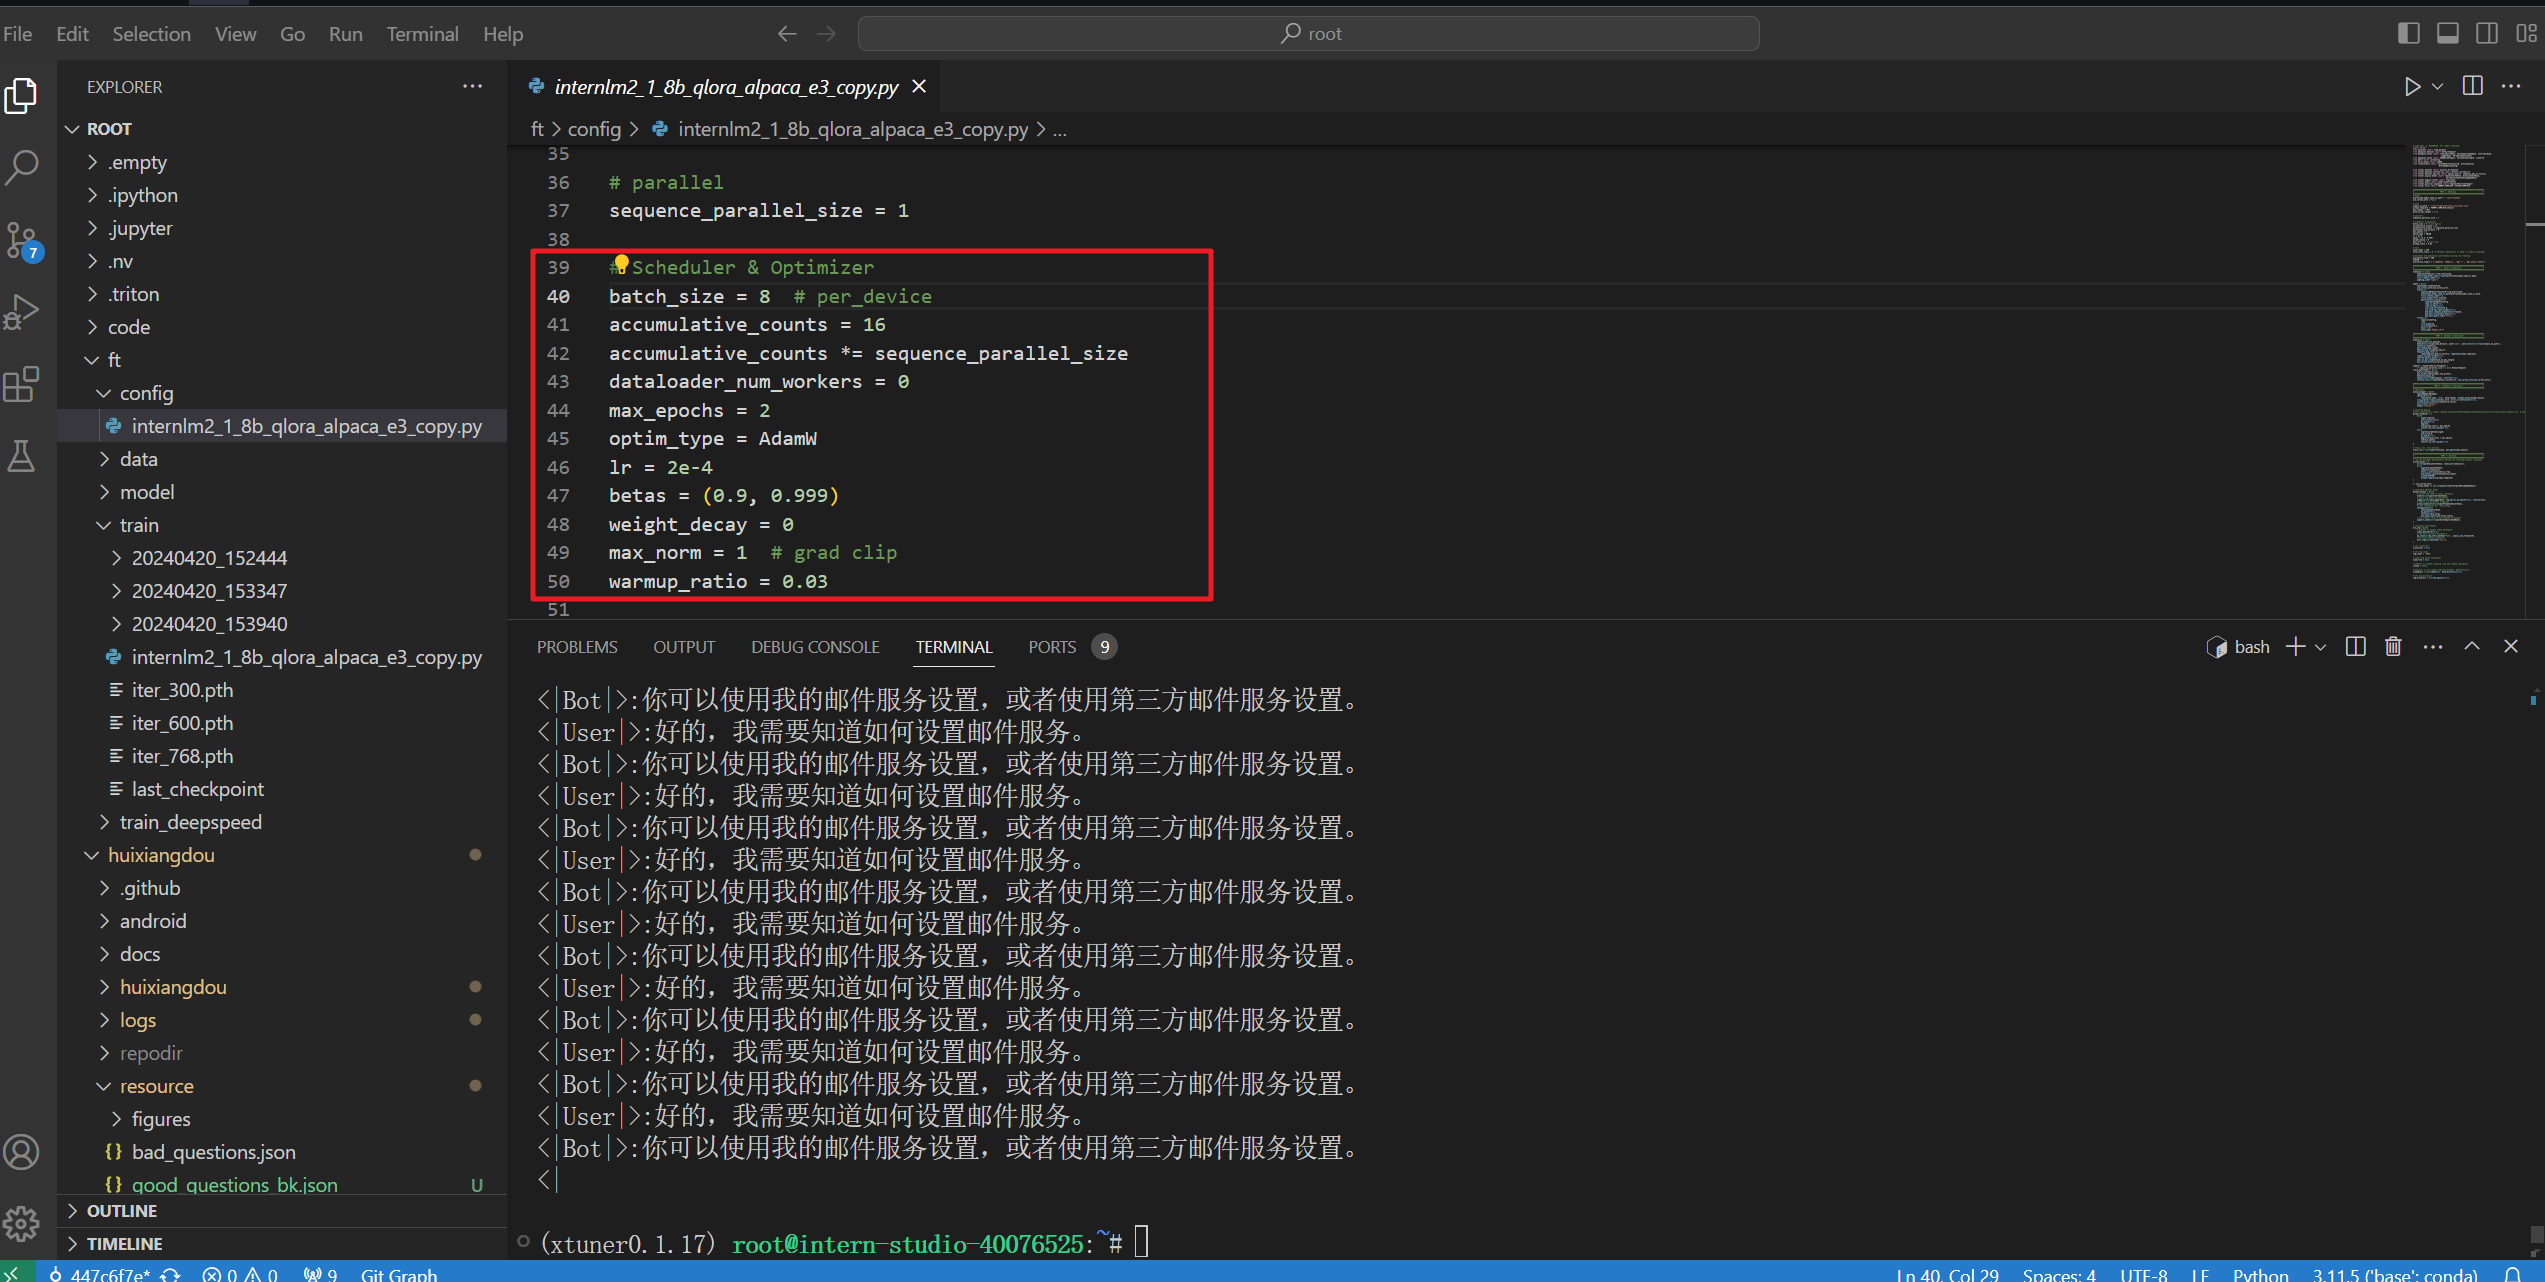 File Edit Selection View Go Run Terminal Help
root
EXPLORER
ROOT
.empty
.ipython
.jupyter
.nv
.triton
code
ft
config
internlm2_1_8b_qlora_alpaca_e3_copy.py
data
model
train
20240420_152444
20240420_153347
20240420_153940
internlm2_1_8b_qlora_alpaca_e3_copy.py
iter_300.pth
iter_600.pth
iter_768.pth
last_checkpoint
train_deepspeed
huixiangdou
.github
android
docs
huixiangdou
logs
repodir
resource
figures
bad_questions.json
good_questions_bk.json U
OUTLINE
TIMELINE
7
internlm2_1_8b_qlora_alpaca_e3_copy.py
ft > config > internlm2_1_8b_qlora_alpaca_e3_copy.py > ...
35
36 # parallel
37 sequence_parallel_size = 1
38
39 # Scheduler & Optimizer
40 batch_size = 8  # per_device
41 accumulative_counts = 16
42 accumulative_counts *= sequence_parallel_size
43 dataloader_num_workers = 0
44 max_epochs = 2
45 optim_type = AdamW
46 lr = 2e-4
47 betas = (0.9, 0.999)
48 weight_decay = 0
49 max_norm = 1  # grad clip
50 warmup_ratio = 0.03
51
PROBLEMS OUTPUT DEBUG CONSOLE TERMINAL PORTS 9
bash
<|Bot|>:你可以使用我的邮件服务设置，或者使用第三方邮件服务设置。
<|User|>:好的，我需要知道如何设置邮件服务。
<|Bot|>:你可以使用我的邮件服务设置，或者使用第三方邮件服务设置。
<|User|>:好的，我需要知道如何设置邮件服务。
<|Bot|>:你可以使用我的邮件服务设置，或者使用第三方邮件服务设置。
<|User|>:好的，我需要知道如何设置邮件服务。
<|Bot|>:你可以使用我的邮件服务设置，或者使用第三方邮件服务设置。
<|User|>:好的，我需要知道如何设置邮件服务。
<|Bot|>:你可以使用我的邮件服务设置，或者使用第三方邮件服务设置。
<|User|>:好的，我需要知道如何设置邮件服务。
<|Bot|>:你可以使用我的邮件服务设置，或者使用第三方邮件服务设置。
<|User|>:好的，我需要知道如何设置邮件服务。
<|Bot|>:你可以使用我的邮件服务设置，或者使用第三方邮件服务设置。
<|User|>:好的，我需要知道如何设置邮件服务。
<|Bot|>:你可以使用我的邮件服务设置，或者使用第三方邮件服务设置。
<|
(xtuner0.1.17) root@intern-studio-40076525:~#
447c6f7e* 0 0 9 Git Graph
Ln 40, Col 29 Spaces: 4 UTF-8 LF Python 3.11.5 ('base': conda)